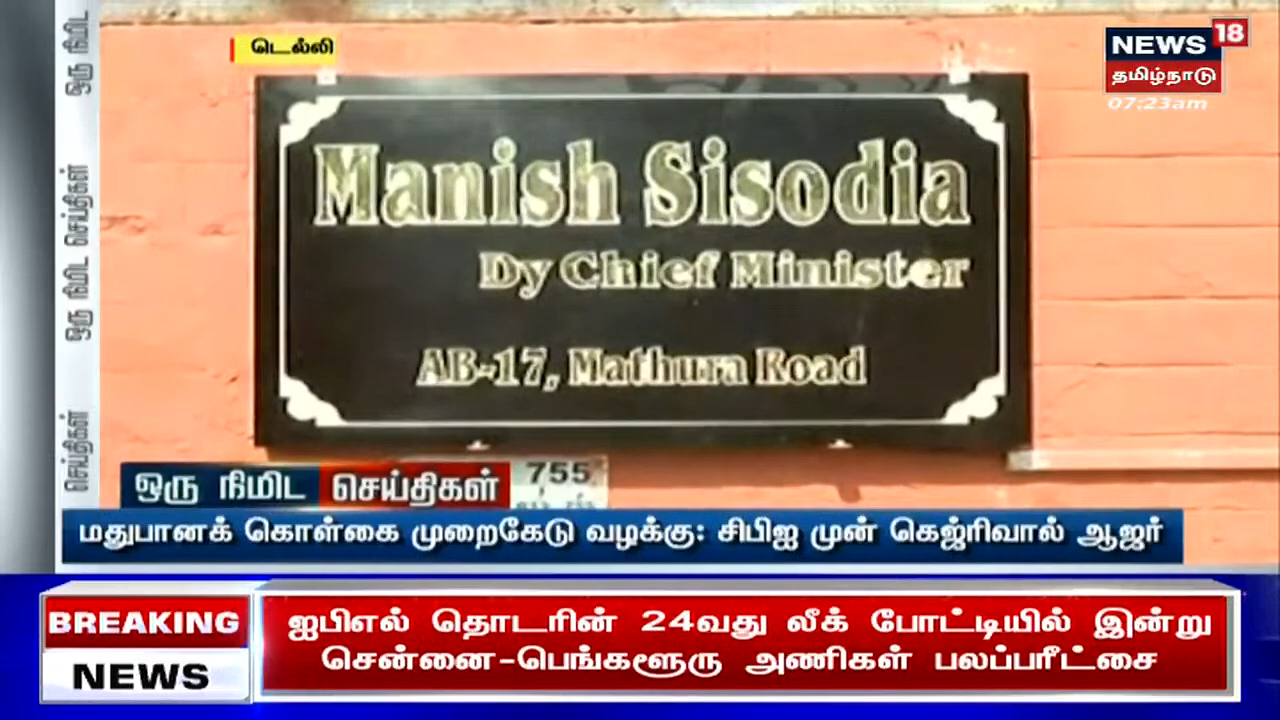 டெல்லி
NEWS 18
தமிழ்நாடு
07:23am
Manish Sisodia
Dy Chief Minister
AB-17, Mathura Road
ஒரு நிமிட செய்திகள்
ஒரு நிமிட செய்திகள்
755
மதுபானக் கொள்கை முறைகேடு வழக்கு: சிபிஐ முன் கெஜ்ரிவால் ஆஜர்
BREAKING
NEWS
ஐபிஎல் தொடரின் 24வது லீக் போட்டியில் இன்று
சென்னை-பெங்களூரு அணிகள் பலப்பரீட்சை